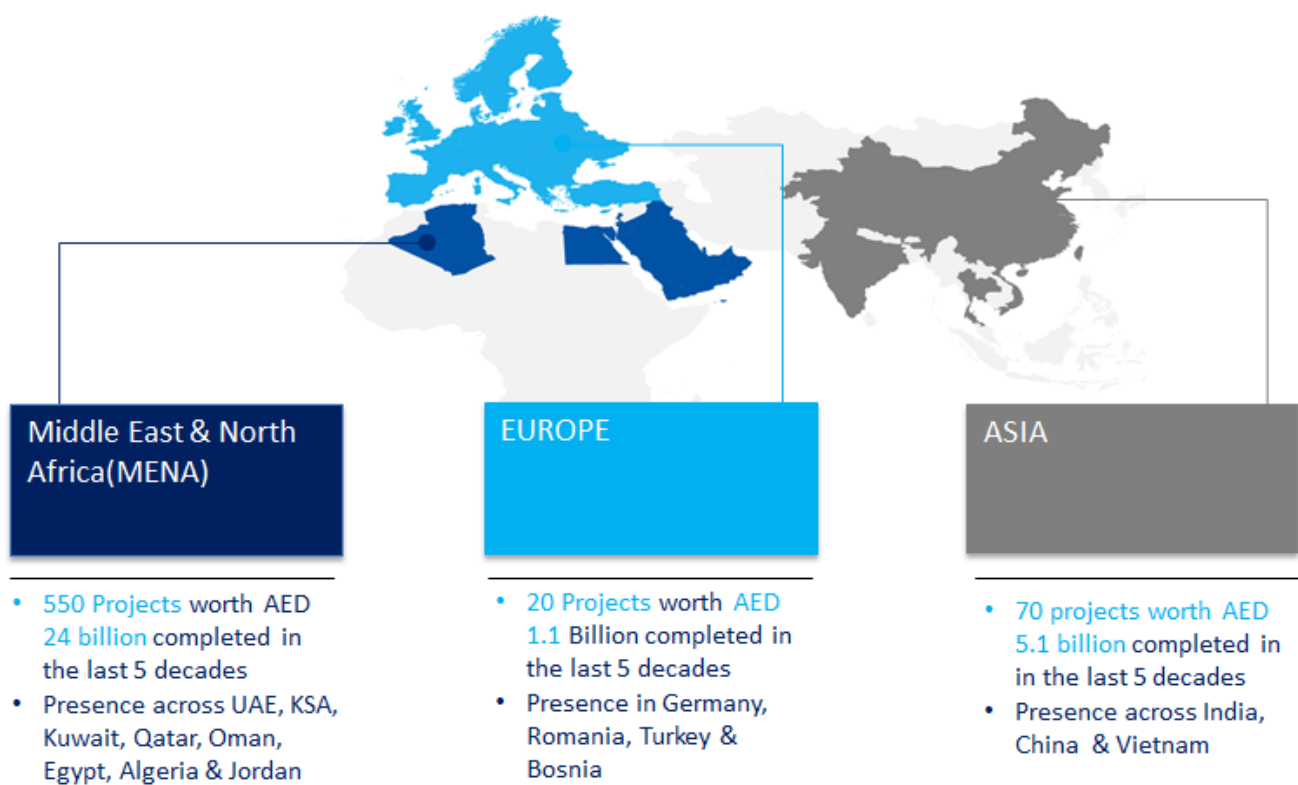 Middle East & North
Africa(MENA)
• 550 Projects worth AED
24 billion completed in
the last 5 decades
• Presence across UAE, KSA,
Kuwait, Qatar, Oman,
Egypt, Algeria & Jordan
EUROPE
• 20 Projects worth AED
1.1 Billion completed in
the last 5 decades
• Presence in Germany,
Romania, Turkey &
Bosnia
ASIA
• 70 projects worth AED
5.1 billion completed in
in the last 5 decades
• Presence across India,
China & Vietnam